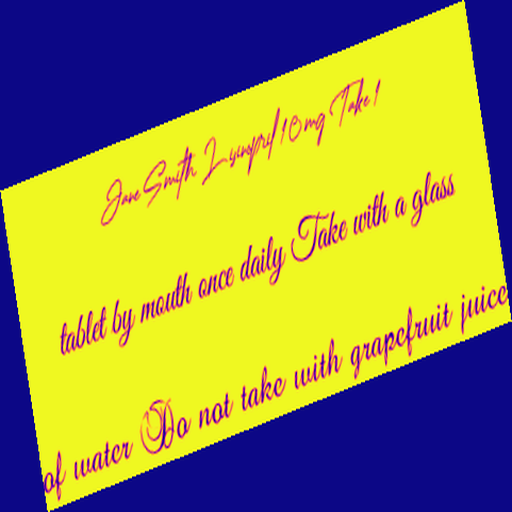 Jane Smith Lisinopril 10mg Take 1
tablet by mouth once daily Take with a glass
of water Do not take with grapefruit juice